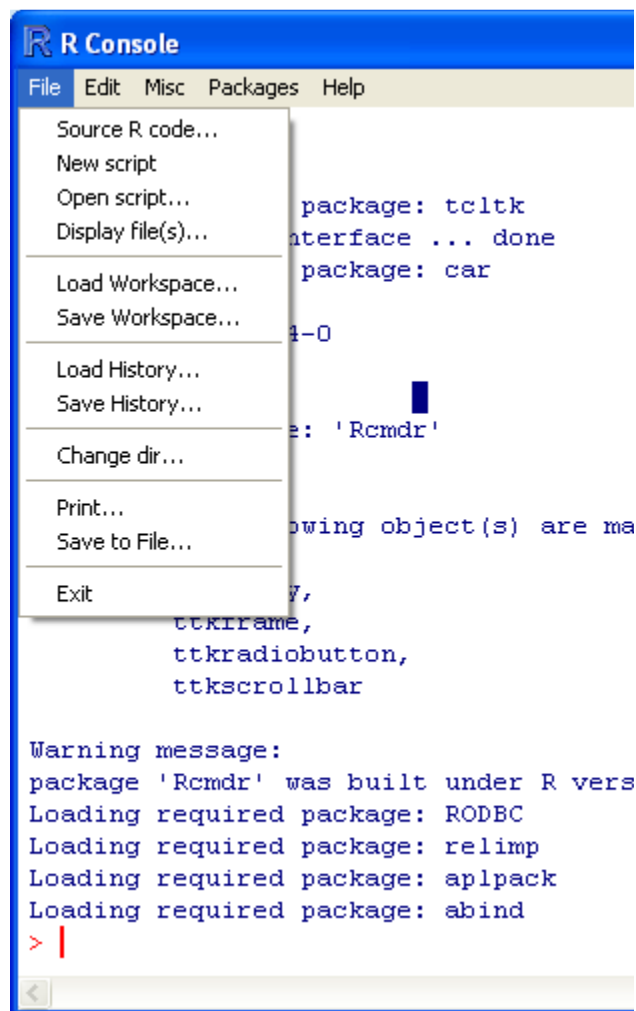 R Console
File Edit Misc Packages Help
Source R code...
New script
Open script...
Display file(s)...
Load Workspace...
Save Workspace...
Load History...
Save History...
Change dir...
Print...
Save to File...
Exit
package: tcltk
nterface ... done
package: car
4-0
e: 'Rcmdr'
owing object(s) are ma
y,
ttkframe,
ttkradiobutton,
ttkscrollbar
Warning message:
package 'Rcmdr' was built under R vers
Loading required package: RODBC
Loading required package: relimp
Loading required package: aplpack
Loading required package: abind
>